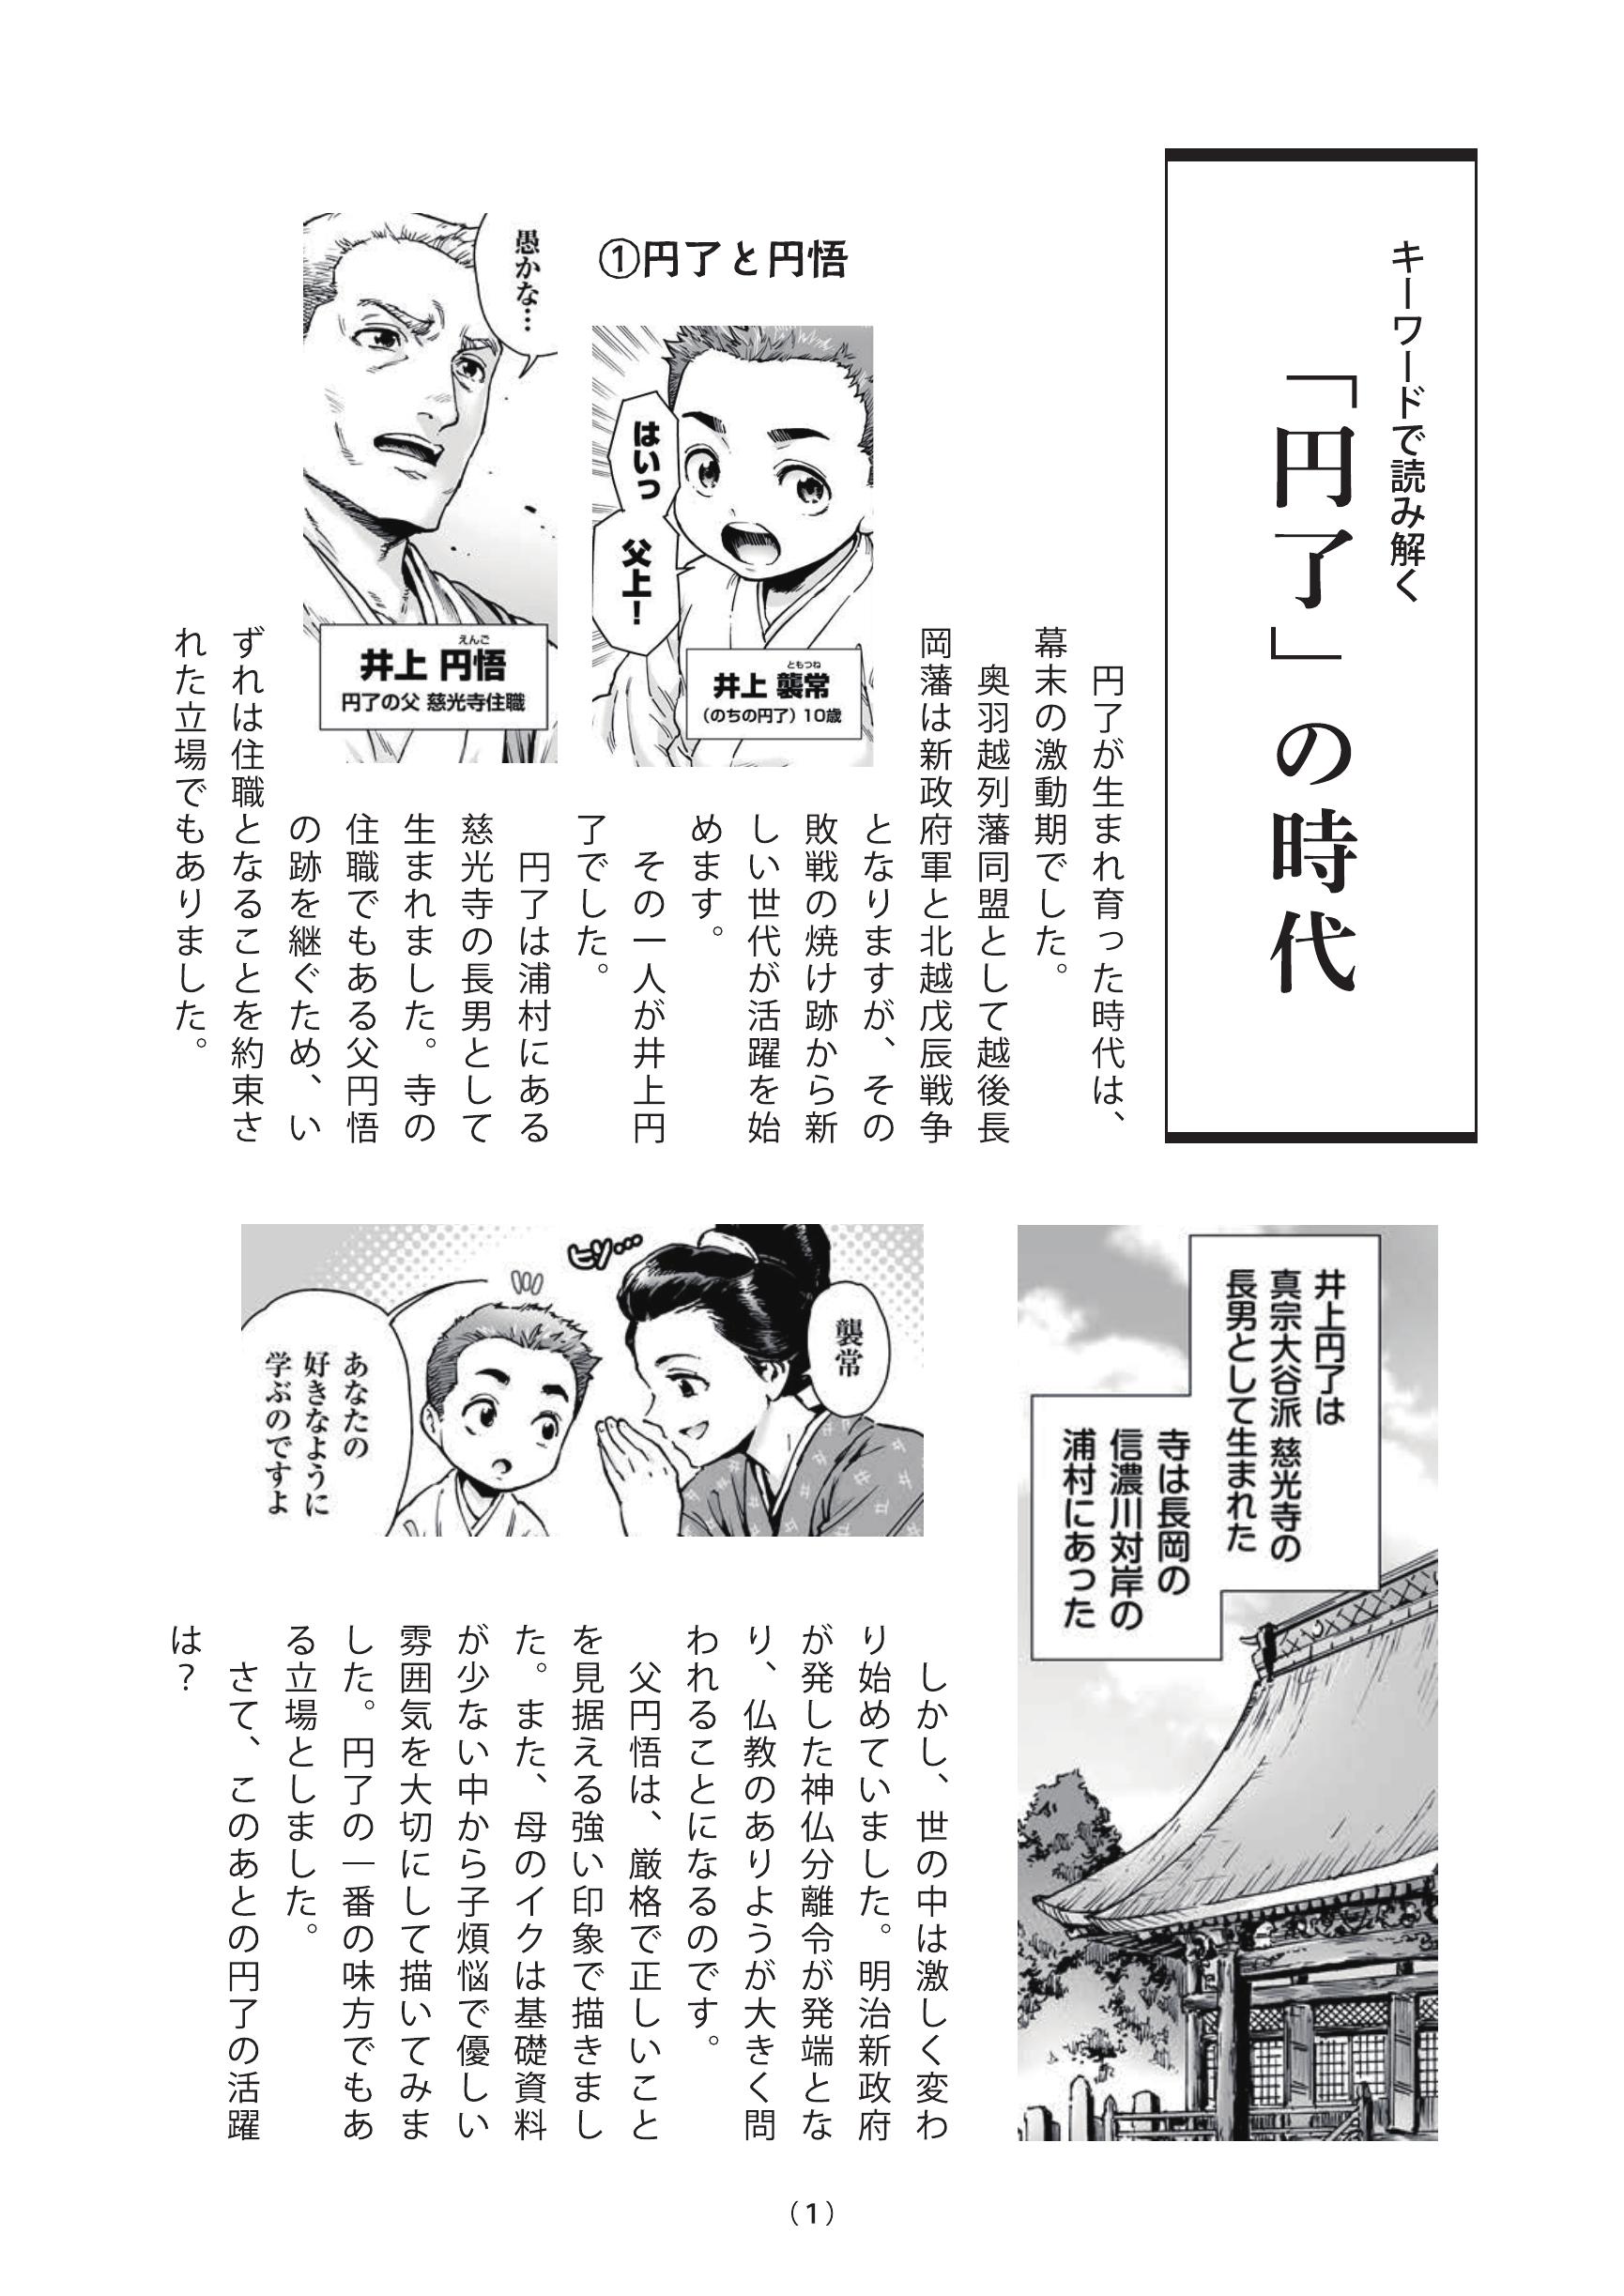 キーワードで読み解く
「円了」の時代
①円了と円悟
はいっ
父上！
ともつね
井上 襲常
（のちの円了）10歳
愚かな…
えんご
井上 円悟
円了の父 慈光寺住職
円了が生まれ育った時代は、
幕末の激動期でした。
奥羽越列藩同盟として越後長
岡藩は新政府軍と北越戊辰戦争
となりますが、その
敗戦の焼け跡から新
しい世代が活躍を始
めます。
その一人が井上円
了でした。
円了は浦村にある
慈光寺の長男として
生まれました。寺の
住職でもある父円悟
の跡を継ぐため、い
ずれは住職となることを約束さ
れた立場でもありました。
井上円了は
真宗大谷派 慈光寺の
長男として生まれた
寺は長岡の
信濃川対岸の
浦村にあった
襲常
ヒソ…
あなたの
好きなように
学ぶのですよ
しかし、世の中は激しく変わ
り始めていました。明治新政府
が発した神仏分離令が発端とな
り、仏教のありようが大きく問
われることになるのです。
父円悟は、厳格で正しいこと
を見据える強い印象で描きまし
た。また、母のイクは基礎資料
が少ない中から子煩悩で優しい
雰囲気を大切にして描いてみま
した。円了の一番の味方でもあ
る立場としました。
さて、このあとの円了の活躍
は？
（1）